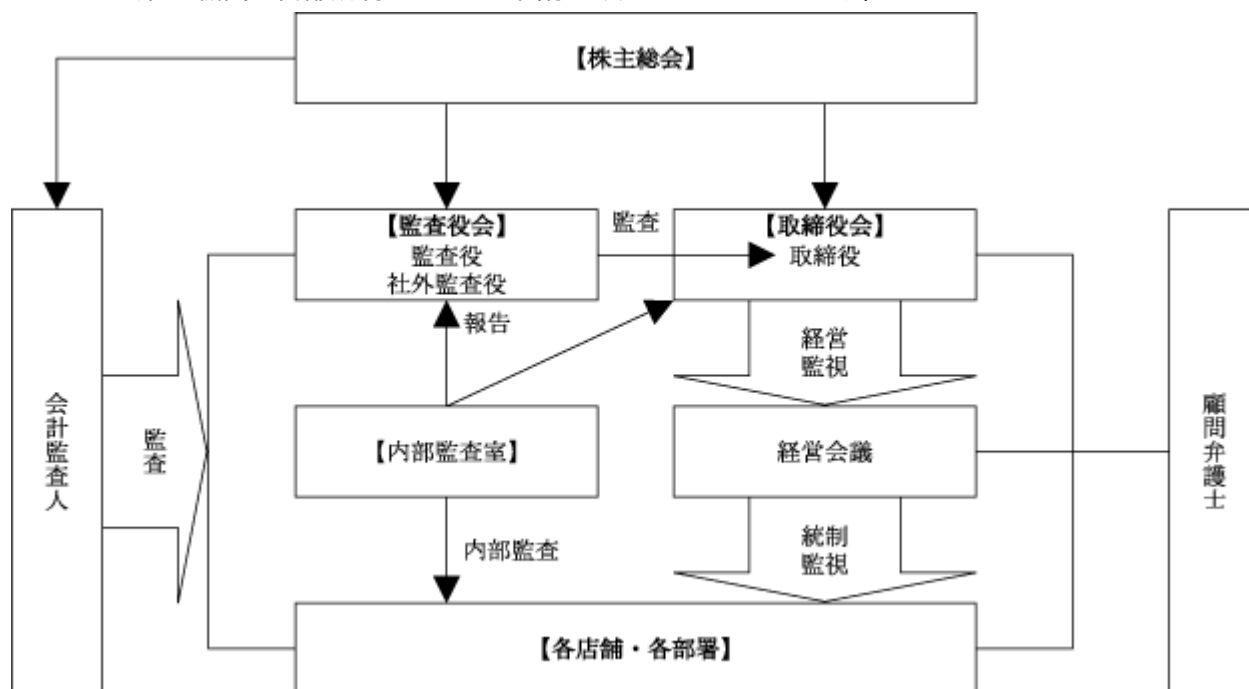 【株主総会】
【監査役会】
監査役
社外監査役
監査
【取締役会】
取締役
報告
経営
監視
会計監査人
監査
【内部監査室】
経営会議
顧問弁護士
内部監査
統制
監視
【各店舗・各部署】